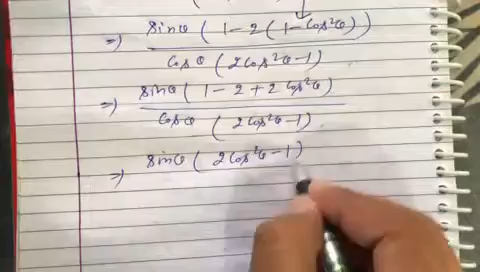 ⇒ sinθ ( 1 - 2 ( 1 - cos²θ ) )
cosθ ( 2cos²θ - 1 )
⇒ sinθ ( 1 - 2 + 2 cos²θ )
cosθ ( 2cos²θ - 1 )
⇒ sinθ ( 2cos²θ - 1 )